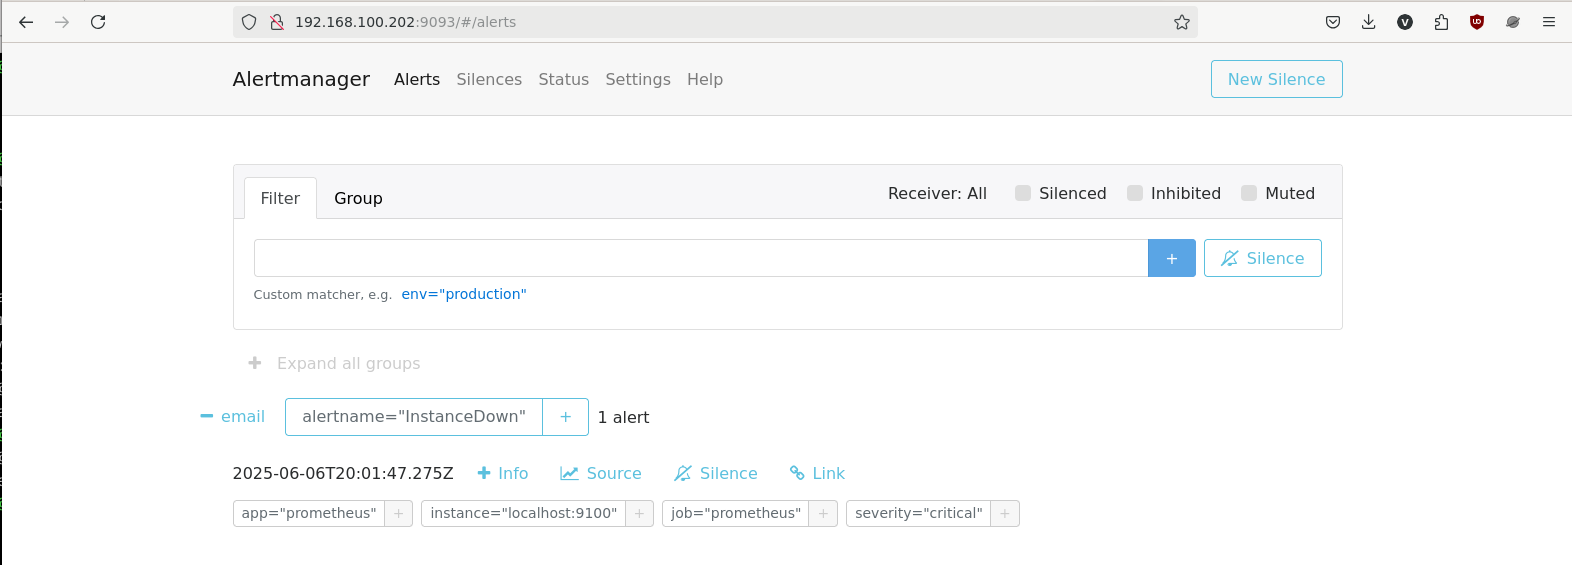 192.168.100.202:9093/#/alerts
Alertmanager Alerts Silences Status Settings Help New Silence
Filter Group Receiver: All Silenced Inhibited Muted
+ Silence
Custom matcher, e.g. env="production"
+ Expand all groups
− email alertname="InstanceDown" + 1 alert
2025-06-06T20:01:47.275Z + Info Source Silence Link
app="prometheus" + instance="localhost:9100" + job="prometheus" + severity="critical" +